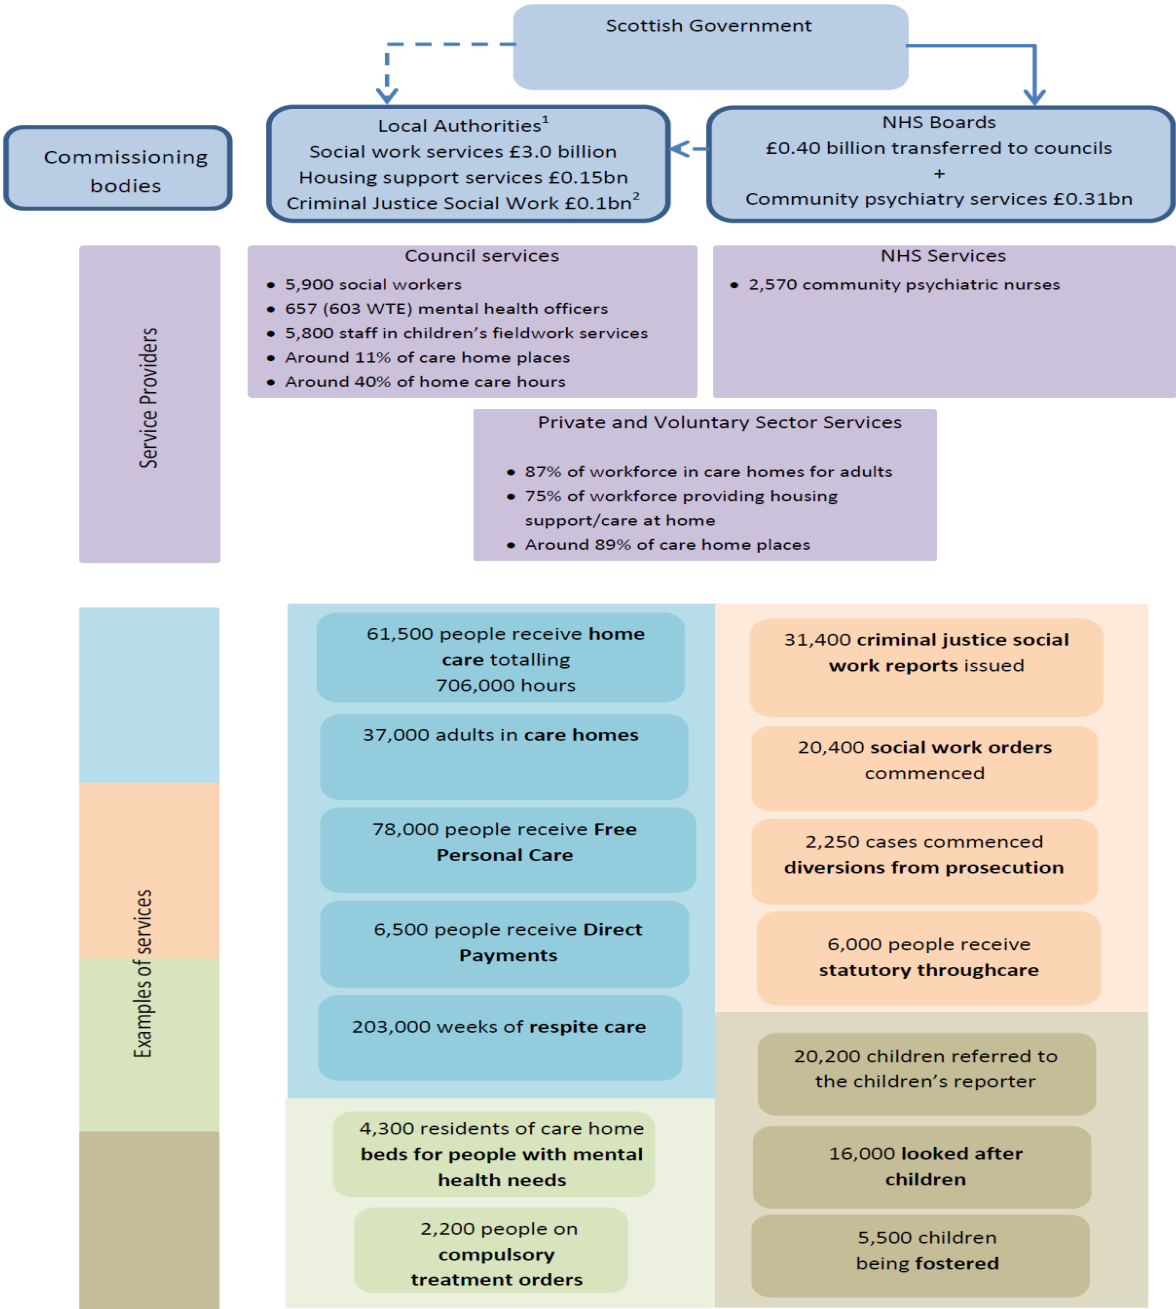 Scottish Government
Commissioning
bodies
Local Authorities¹
Social work services £3.0 billion
Housing support services £0.15bn
Criminal Justice Social Work £0.1bn²
NHS Boards
£0.40 billion transferred to councils
+
Community psychiatry services £0.31bn
Service Providers
Council services
• 5,900 social workers
• 657 (603 WTE) mental health officers
• 5,800 staff in children’s fieldwork services
• Around 11% of care home places
• Around 40% of home care hours
NHS Services
• 2,570 community psychiatric nurses
Private and Voluntary Sector Services
• 87% of workforce in care homes for adults
• 75% of workforce providing housing
support/care at home
• Around 89% of care home places
Examples of services
61,500 people receive home
care totalling
706,000 hours
37,000 adults in care homes
78,000 people receive Free
Personal Care
6,500 people receive Direct
Payments
203,000 weeks of respite care
31,400 criminal justice social
work reports issued
20,400 social work orders
commenced
2,250 cases commenced
diversions from prosecution
6,000 people receive
statutory throughcare
4,300 residents of care home
beds for people with mental
health needs
2,200 people on
compulsory
treatment orders
20,200 children referred to
the children’s reporter
16,000 looked after
children
5,500 children
being fostered